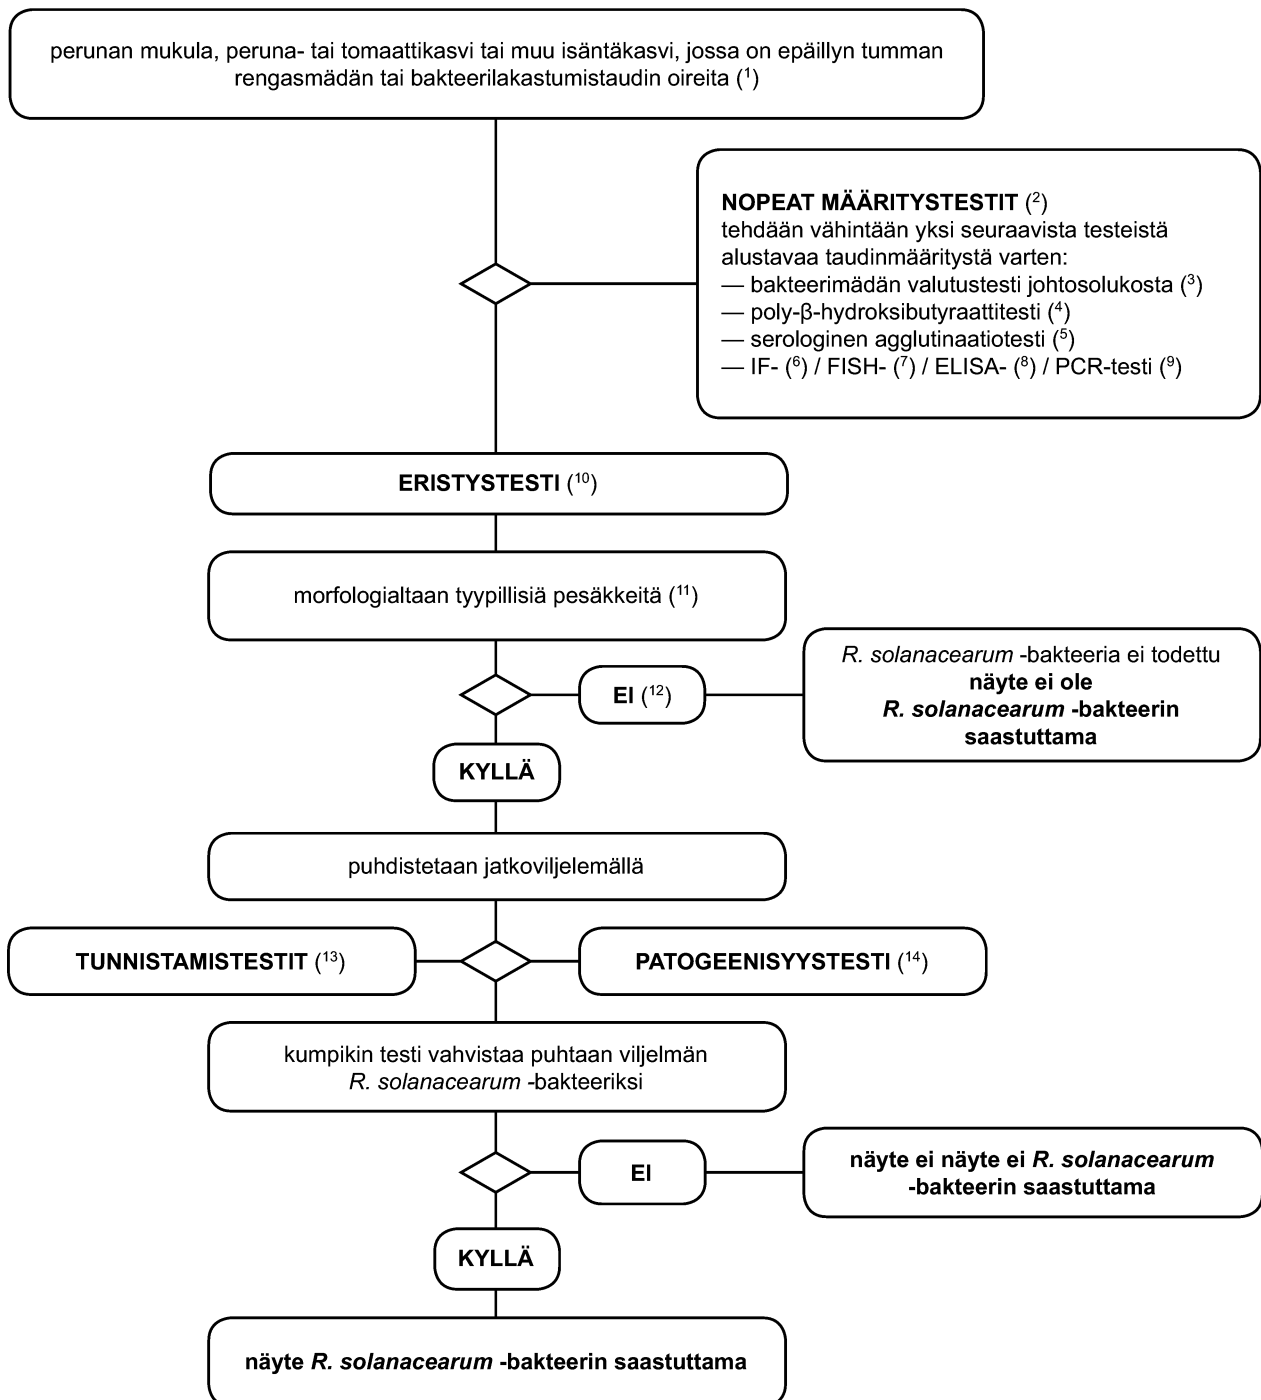 perunan mukula, peruna- tai tomaattikasvi tai muu isäntäkasvi, jossa on epäillyn tumman
rengasmädän tai bakteerilakastumistaudin oireita (¹)
NOPEAT MÄÄRITYSTESTIT (²)
tehdään vähintään yksi seuraavista testeistä
alustavaa taudinmääritystä varten:
— bakteerimädän valutustesti johtosolukosta (³)
— poly-β-hydroksibutyraattitesti (⁴)
— serologinen agglutinaatiotesti (⁵)
— IF- (⁶) / FISH- (⁷) / ELISA- (⁸) / PCR-testi (⁹)
ERISTYSTESTI (¹⁰)
morfologialtaan tyypillisiä pesäkkeitä (¹¹)
EI (¹²)
R. solanacearum -bakteeria ei todettu
näyte ei ole
R. solanacearum -bakteerin
saastuttama
KYLLÄ
puhdistetaan jatkoviljelemällä
TUNNISTAMISTESTIT (¹³)
PATOGEENISYYSTESTI (¹⁴)
kumpikin testi vahvistaa puhtaan viljelmän
R. solanacearum -bakteeriksi
EI
näyte ei näyte ei R. solanacearum
-bakteerin saastuttama
KYLLÄ
näyte R. solanacearum -bakteerin saastuttama